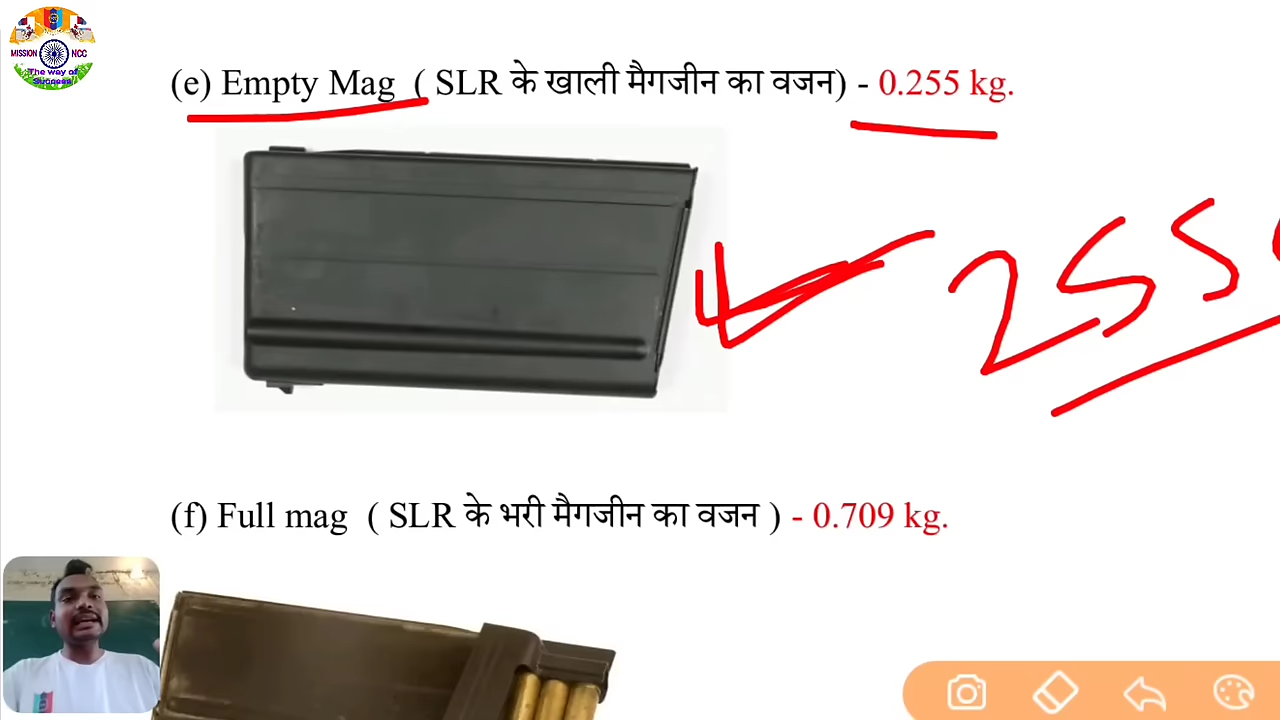 MISSION NCC
The way of
Success
(e) Empty Mag ( SLR के खाली मैगजीन का वजन) - 0.255 kg.
255
(f) Full mag ( SLR के भरी मैगजीन का वजन ) - 0.709 kg.